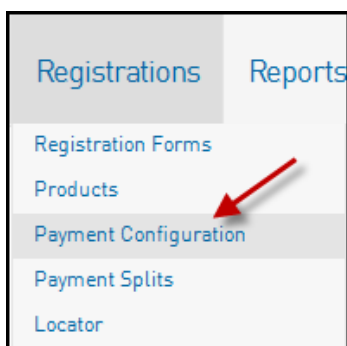 Registrations Reports
Registration Forms
Products
Payment Configuration
Payment Splits
Locator